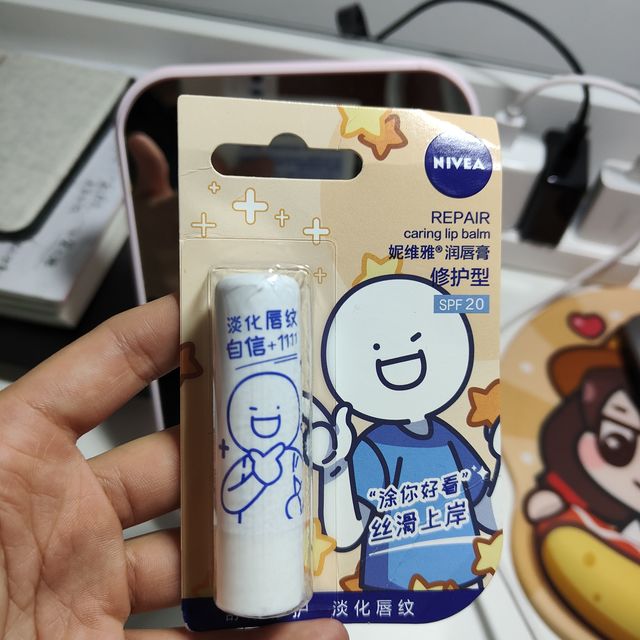 NIVEA
REPAIR
caring lip balm
妮维雅®润唇膏
修护型
SPF 20
淡化唇纹
自信+1111
“涂你好看”
丝滑上岸
护 淡化唇纹